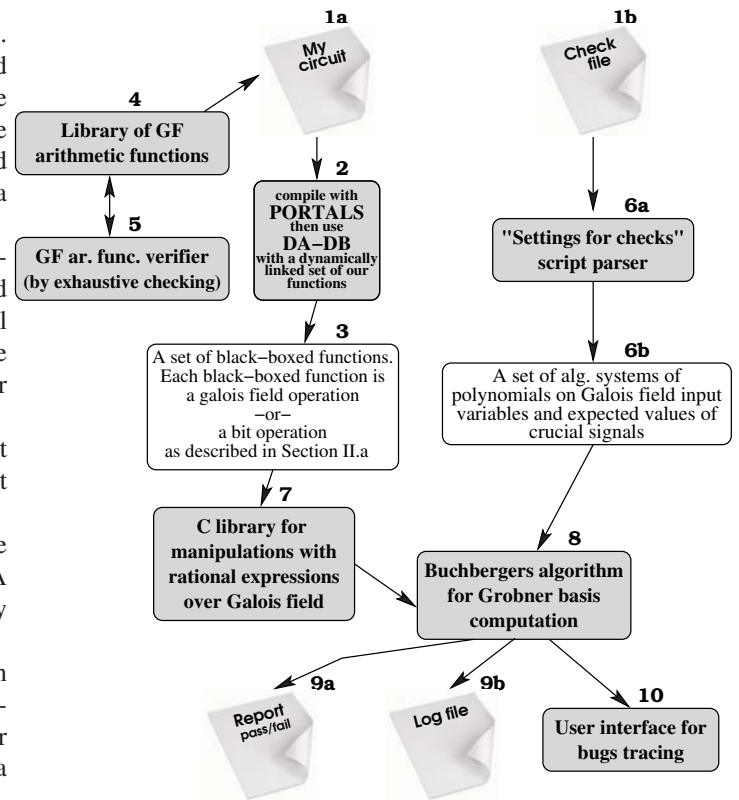 1a
My
circuit
1b
Check
file
4
Library of GF
arithmetic functions
5
GF ar. func. verifier
(by exhaustive checking)
2
compile with
PORTALS
then use
DA−DB
with a dynamically
linked set of our
functions
6a
"Settings for checks"
script parser
3
A set of black−boxed functions.
Each black−boxed function is
a galois field operation
−or−
a bit operation
as described in Section II.a
6b
A set of alg. systems of
polynomials on Galois field input
variables and expected values of
crucial signals
7
C library for
manipulations with
rational expressions
over Galois field
8
Buchbergers algorithm
for Grobner basis
computation
9a
Report
pass/fail
9b
Log file
10
User interface for
bugs tracing